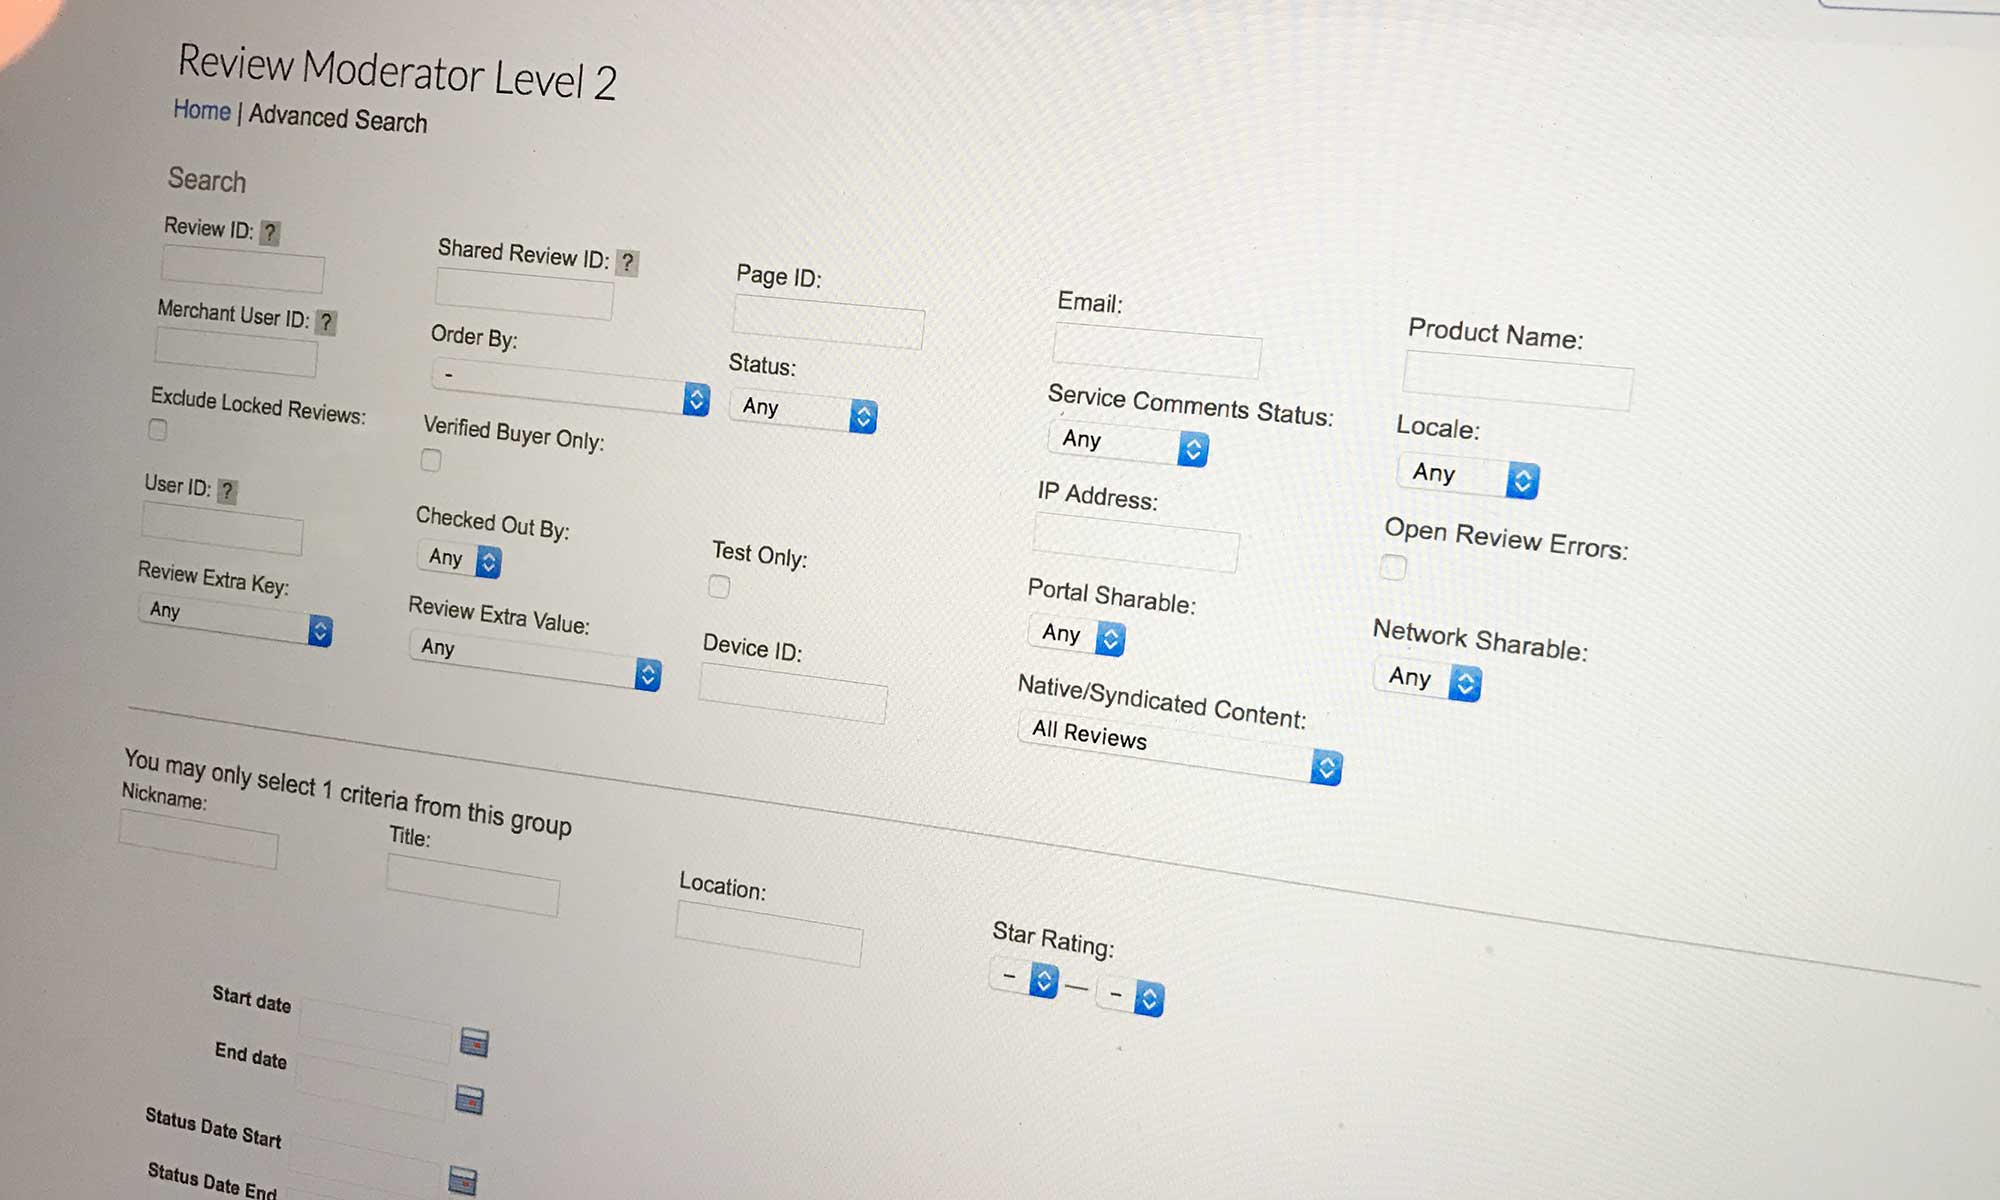 Review Moderator Level 2
Home | Advanced Search
Search
Review ID: ?
Shared Review ID: ?
Page ID:
Email:
Product Name:
Merchant User ID: ?
Order By:
-
Status:
Any
Service Comments Status:
Any
Locale:
Any
Exclude Locked Reviews:
Verified Buyer Only:
IP Address:
Open Review Errors:
User ID: ?
Checked Out By:
Any
Test Only:
Portal Sharable:
Any
Network Sharable:
Any
Review Extra Key:
Any
Review Extra Value:
Any
Device ID:
Native/Syndicated Content:
All Reviews
You may only select 1 criteria from this group
Nickname:
Title:
Location:
Star Rating:
- — -
Start date
End date
Status Date Start
Status Date End